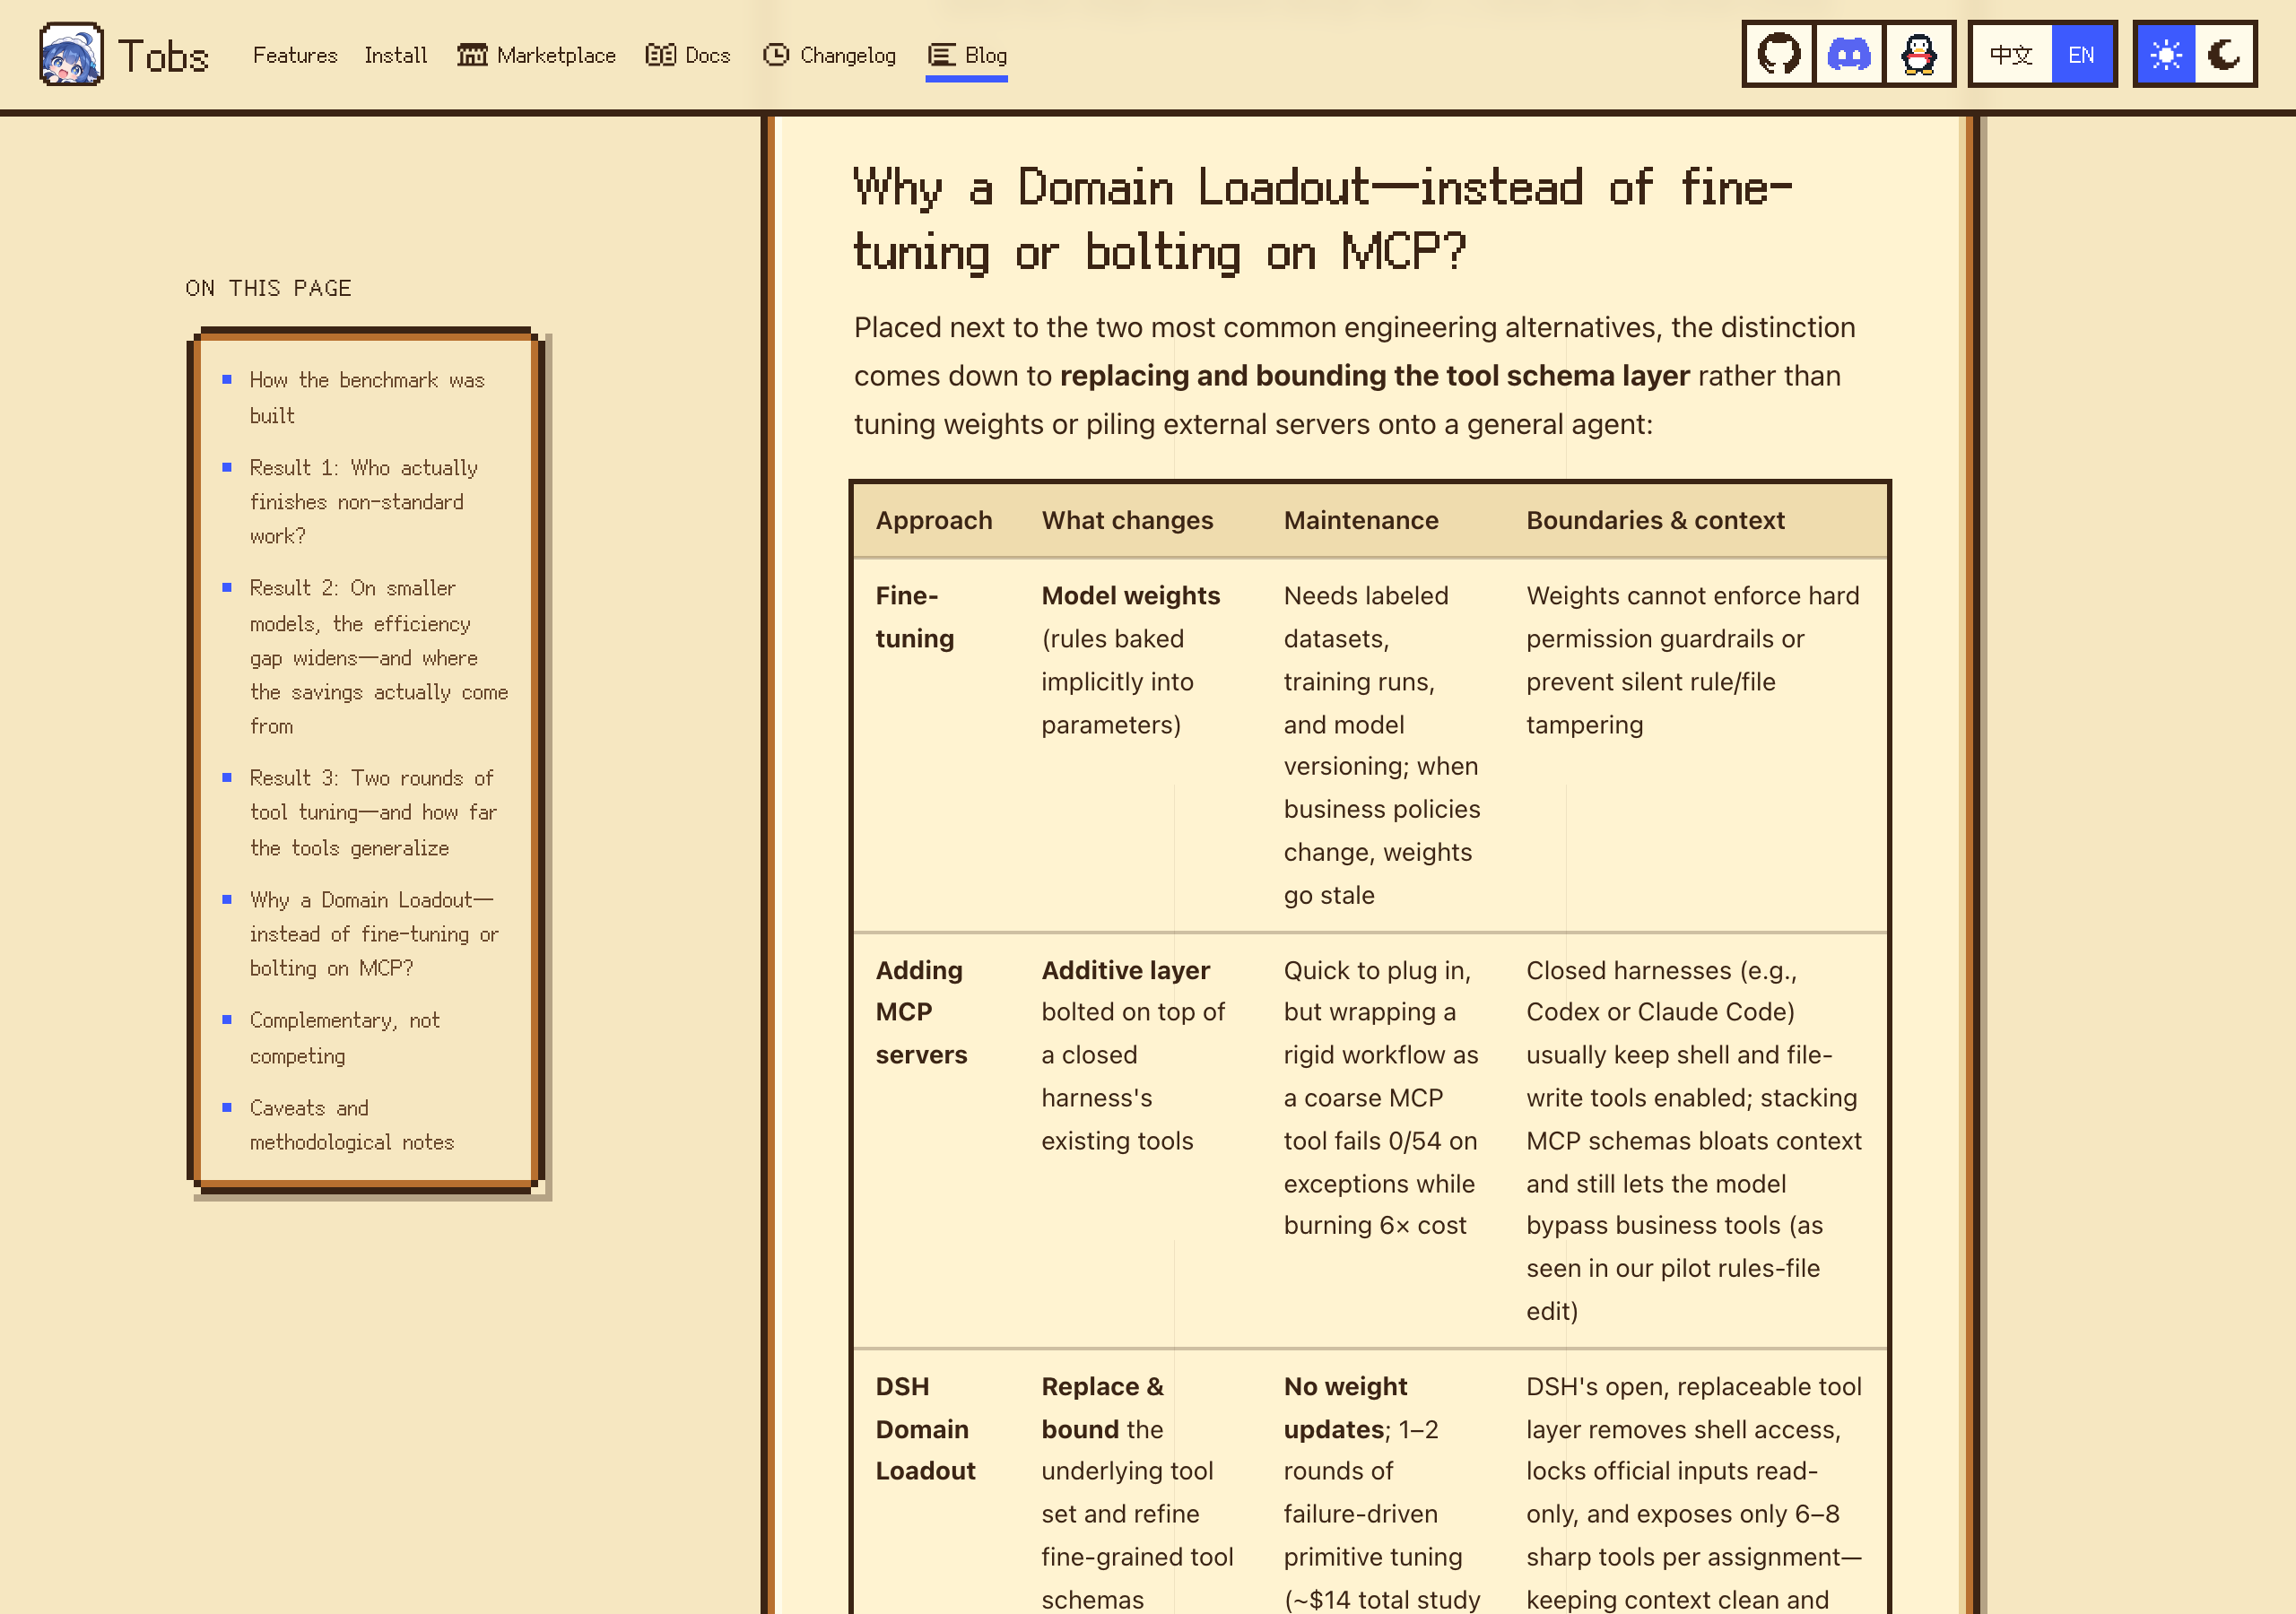 Tobs
Features
Install
Marketplace
Docs
Changelog
Blog
中文
EN
ON THIS PAGE
How the benchmark was
built
Result 1: Who actually
finishes non-standard
work?
Result 2: On smaller
models, the efficiency
gap widens—and where
the savings actually come
from
Result 3: Two rounds of
tool tuning—and how far
the tools generalize
Why a Domain Loadout—
instead of fine-tuning or
bolting on MCP?
Complementary, not
competing
Caveats and
methodological notes
Why a Domain Loadout—instead of fine-
tuning or bolting on MCP?
Placed next to the two most common engineering alternatives, the distinction
comes down to replacing and bounding the tool schema layer rather than
tuning weights or piling external servers onto a general agent:
Approach
What changes
Maintenance
Boundaries & context
Fine-
tuning
Model weights
(rules baked
implicitly into
parameters)
Needs labeled
datasets,
training runs,
and model
versioning; when
business policies
change, weights
go stale
Weights cannot enforce hard
permission guardrails or
prevent silent rule/file
tampering
Adding
MCP
servers
Additive layer
bolted on top of
a closed
harness's
existing tools
Quick to plug in,
but wrapping a
rigid workflow as
a coarse MCP
tool fails 0/54 on
exceptions while
burning 6× cost
Closed harnesses (e.g.,
Codex or Claude Code)
usually keep shell and file-
write tools enabled; stacking
MCP schemas bloats context
and still lets the model
bypass business tools (as
seen in our pilot rules-file
edit)
DSH
Domain
Loadout
Replace &
bound the
underlying tool
set and refine
fine-grained tool
schemas
No weight
updates; 1–2
rounds of
failure-driven
primitive tuning
(~$14 total study
DSH's open, replaceable tool
layer removes shell access,
locks official inputs read-
only, and exposes only 6–8
sharp tools per assignment—
keeping context clean and